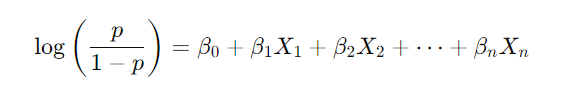 log(p/(1 − p)) = β₀ + β₁X₁ + β₂X₂ + ⋯ + βₙXₙ